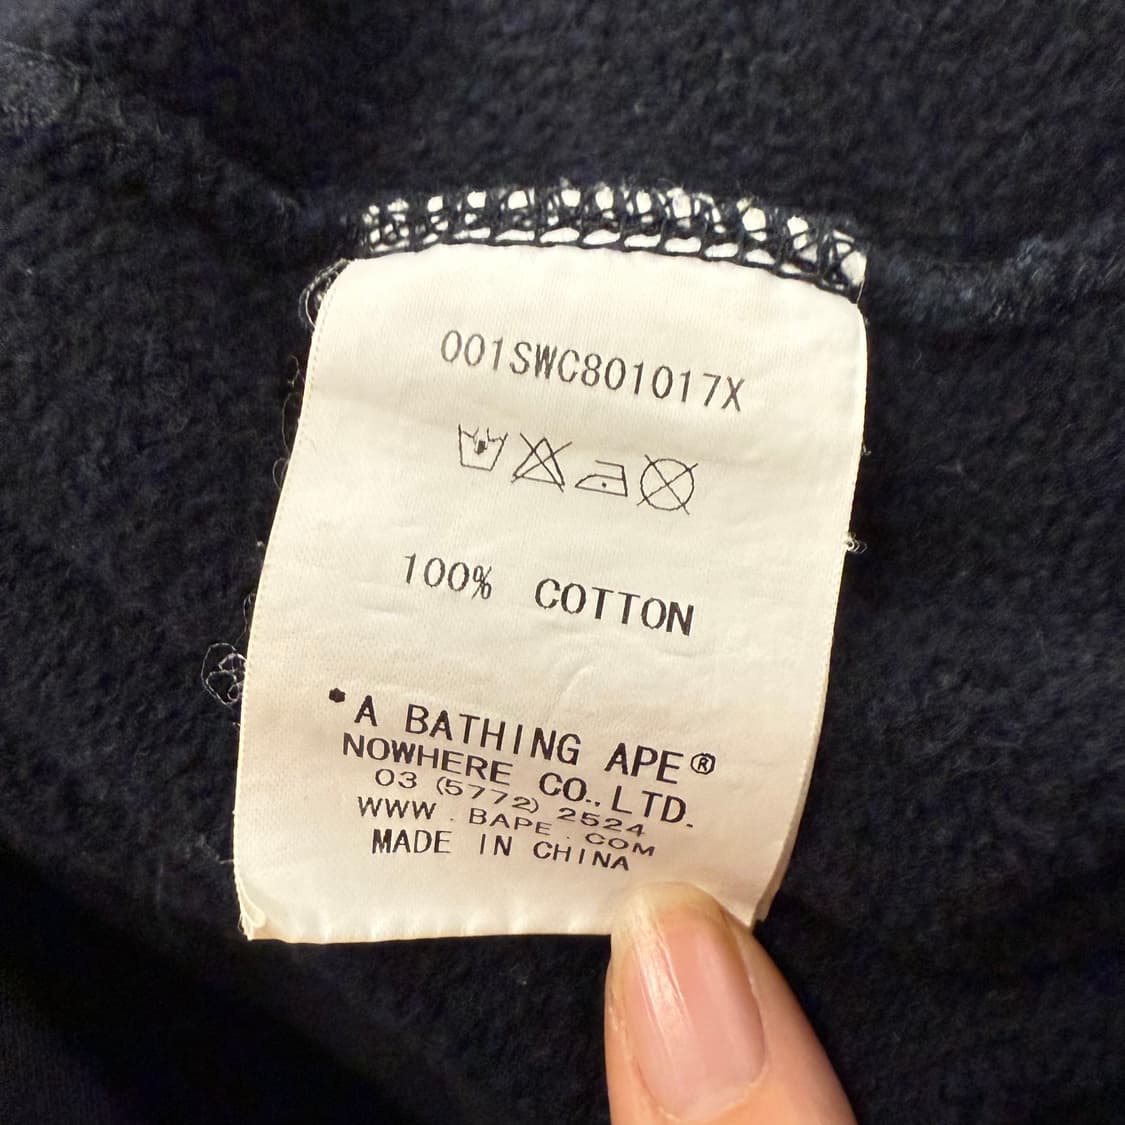 001SWC801017X
100% COTTON
*A BATHING APE®
NOWHERE CO., LTD.
03 (5772) 2524
WWW . BAPE . COM
MADE IN CHINA